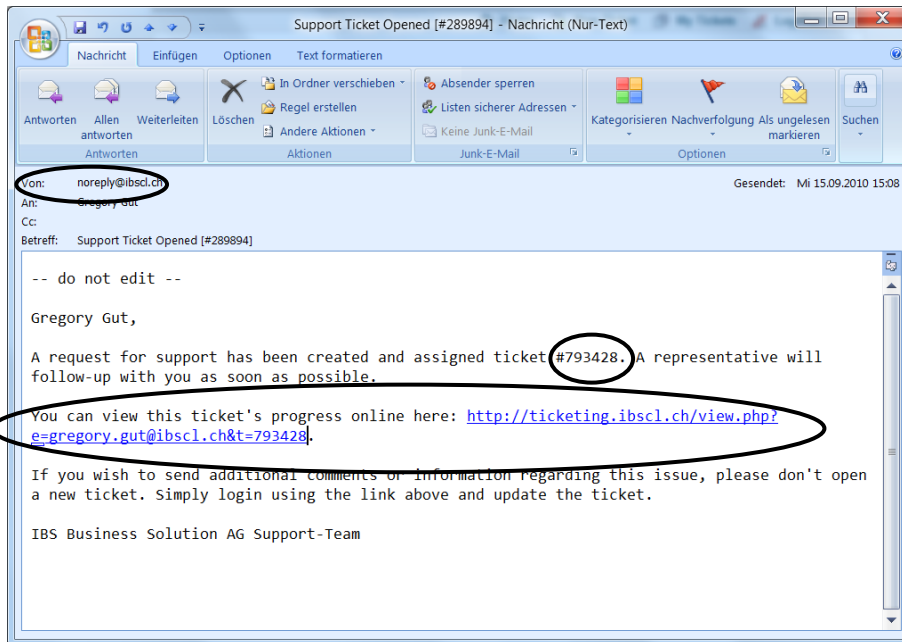 Support Ticket Opened [#289894] - Nachricht (Nur-Text)
Nachricht Einfügen Optionen Text formatieren
Antworten Allen antworten Weiterleiten
Löschen
In Ordner verschieben
Regel erstellen
Andere Aktionen
Absender sperren
Listen sicherer Adressen
Keine Junk-E-Mail
Kategorisieren Nachverfolgung Als ungelesen markieren
Suchen
Antworten Aktionen Junk-E-Mail Optionen
Von: noreply@ibscl.ch Gesendet: Mi 15.09.2010 15:08
An: Gregory Gut
Cc:
Betreff: Support Ticket Opened [#289894]
-- do not edit --
Gregory Gut,
A request for support has been created and assigned ticket #793428. A representative will
follow-up with you as soon as possible.
You can view this ticket's progress online here: http://ticketing.ibscl.ch/view.php?
e=gregory.gut@ibscl.ch&t=793428.
If you wish to send additional comments or information regarding this issue, please don't open
a new ticket. Simply login using the link above and update the ticket.
IBS Business Solution AG Support-Team